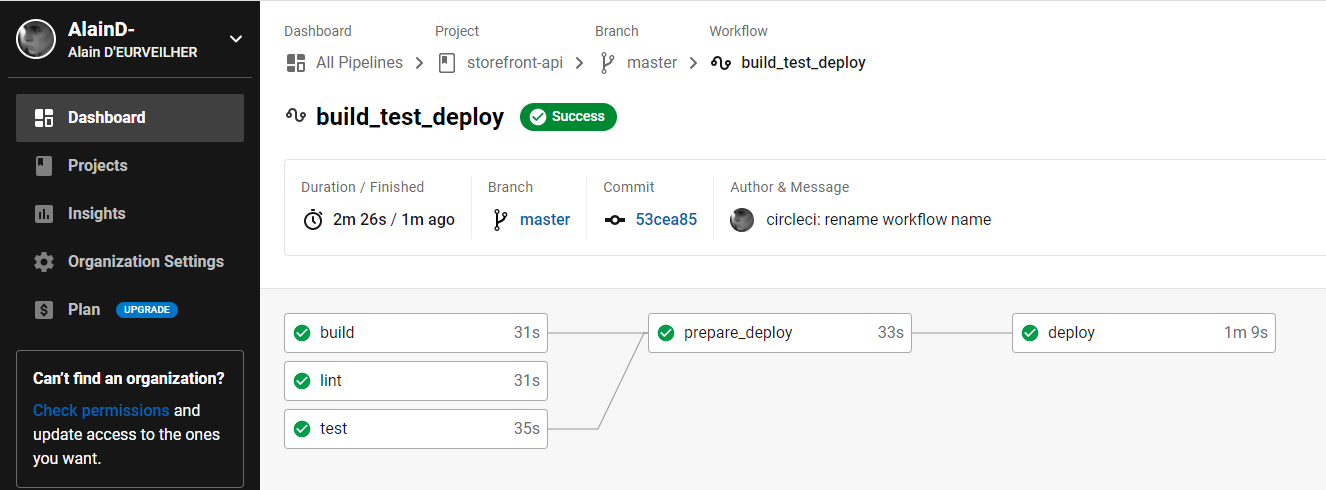 AlainD-
Alain D'EURVEILHER
Dashboard
Projects
Insights
Organization Settings
Plan UPGRADE
Can't find an organization?
Check permissions and
update access to the ones
you want.
Dashboard Project Branch Workflow
All Pipelines storefront-api master build_test_deploy
build_test_deploy Success
Duration / Finished Branch Commit Author & Message
2m 26s / 1m ago master 53cea85 circleci: rename workflow name
build 31s prepare_deploy 33s deploy 1m 9s
lint 31s
test 35s